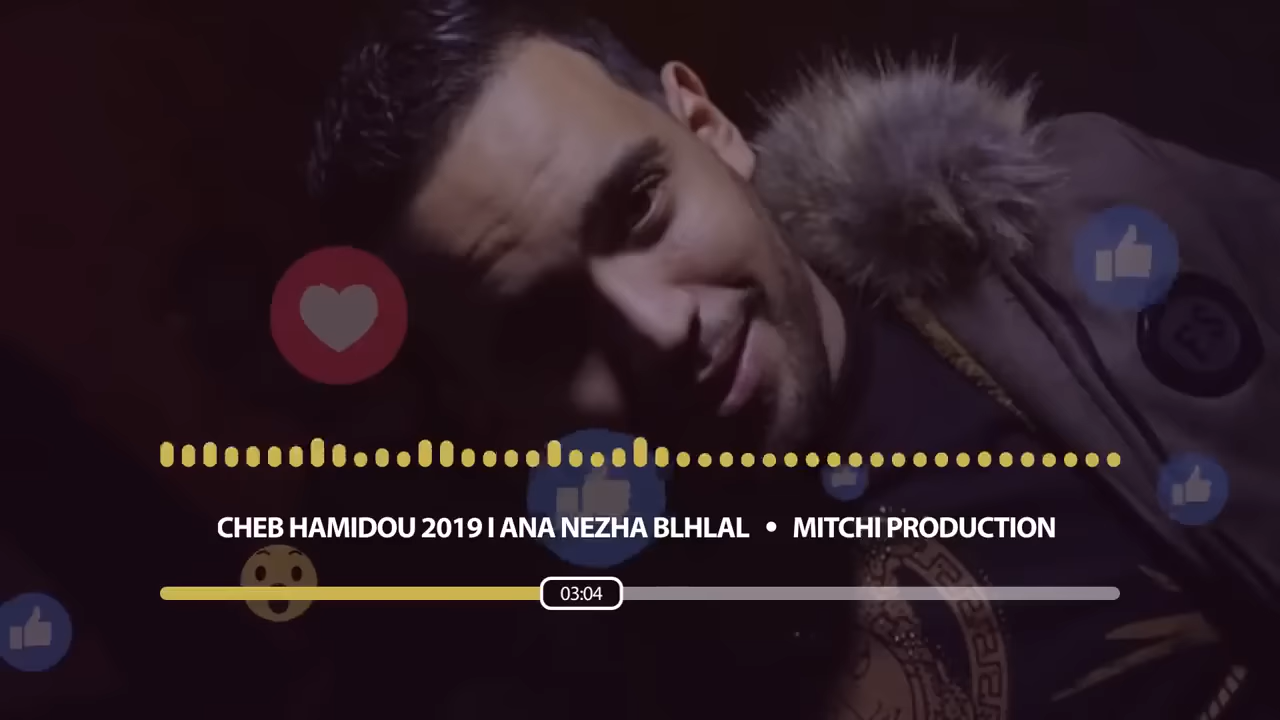 CHEB HAMIDOU 2019 I ANA NEZHA BLHLAL • MITCHI PRODUCTION
03:04